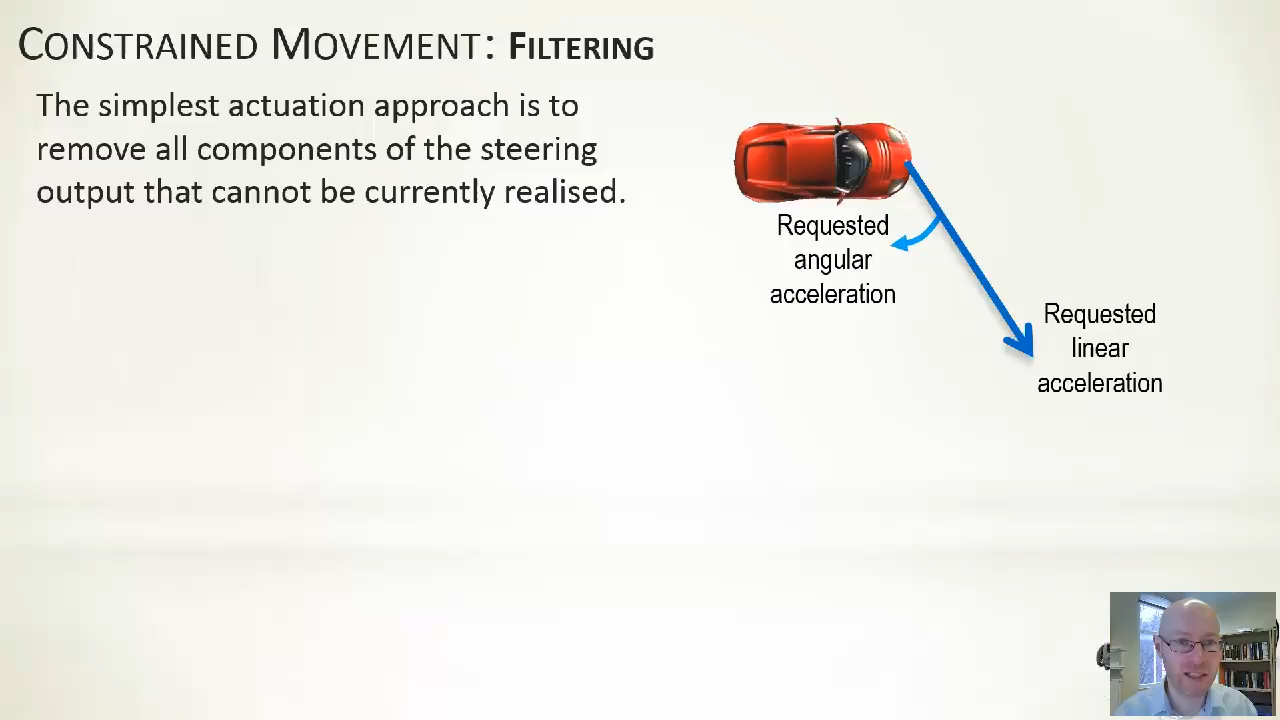 CONSTRAINED MOVEMENT: FILTERING
The simplest actuation approach is to
remove all components of the steering
output that cannot be currently realised.
Requested
angular
acceleration
Requested
linear
acceleration